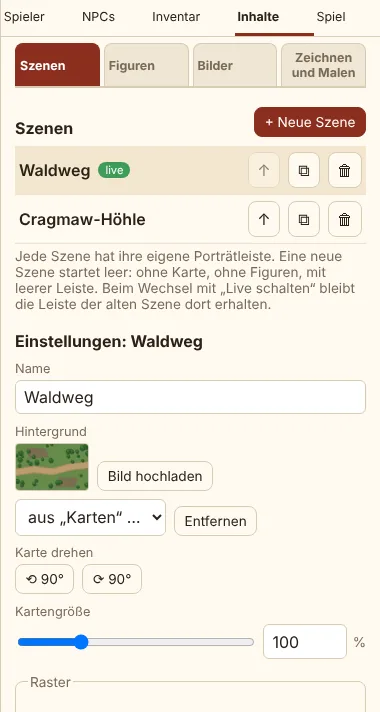 Spieler NPCs Inventar Inhalte Spiel
Szenen Figuren Bilder Zeichnen
und Malen
Szenen + Neue Szene
Waldweg live ↑
Cragmaw-Höhle ↑
Jede Szene hat ihre eigene Porträtleiste. Eine neue
Szene startet leer: ohne Karte, ohne Figuren, mit
leerer Leiste. Beim Wechsel mit „Live schalten“ bleibt
die Leiste der alten Szene dort erhalten.
Einstellungen: Waldweg
Name
Waldweg
Hintergrund
Bild hochladen
aus „Karten“ ... Entfernen
Karte drehen
⟲ 90° ⟳ 90°
Kartengröße
100 %
Raster